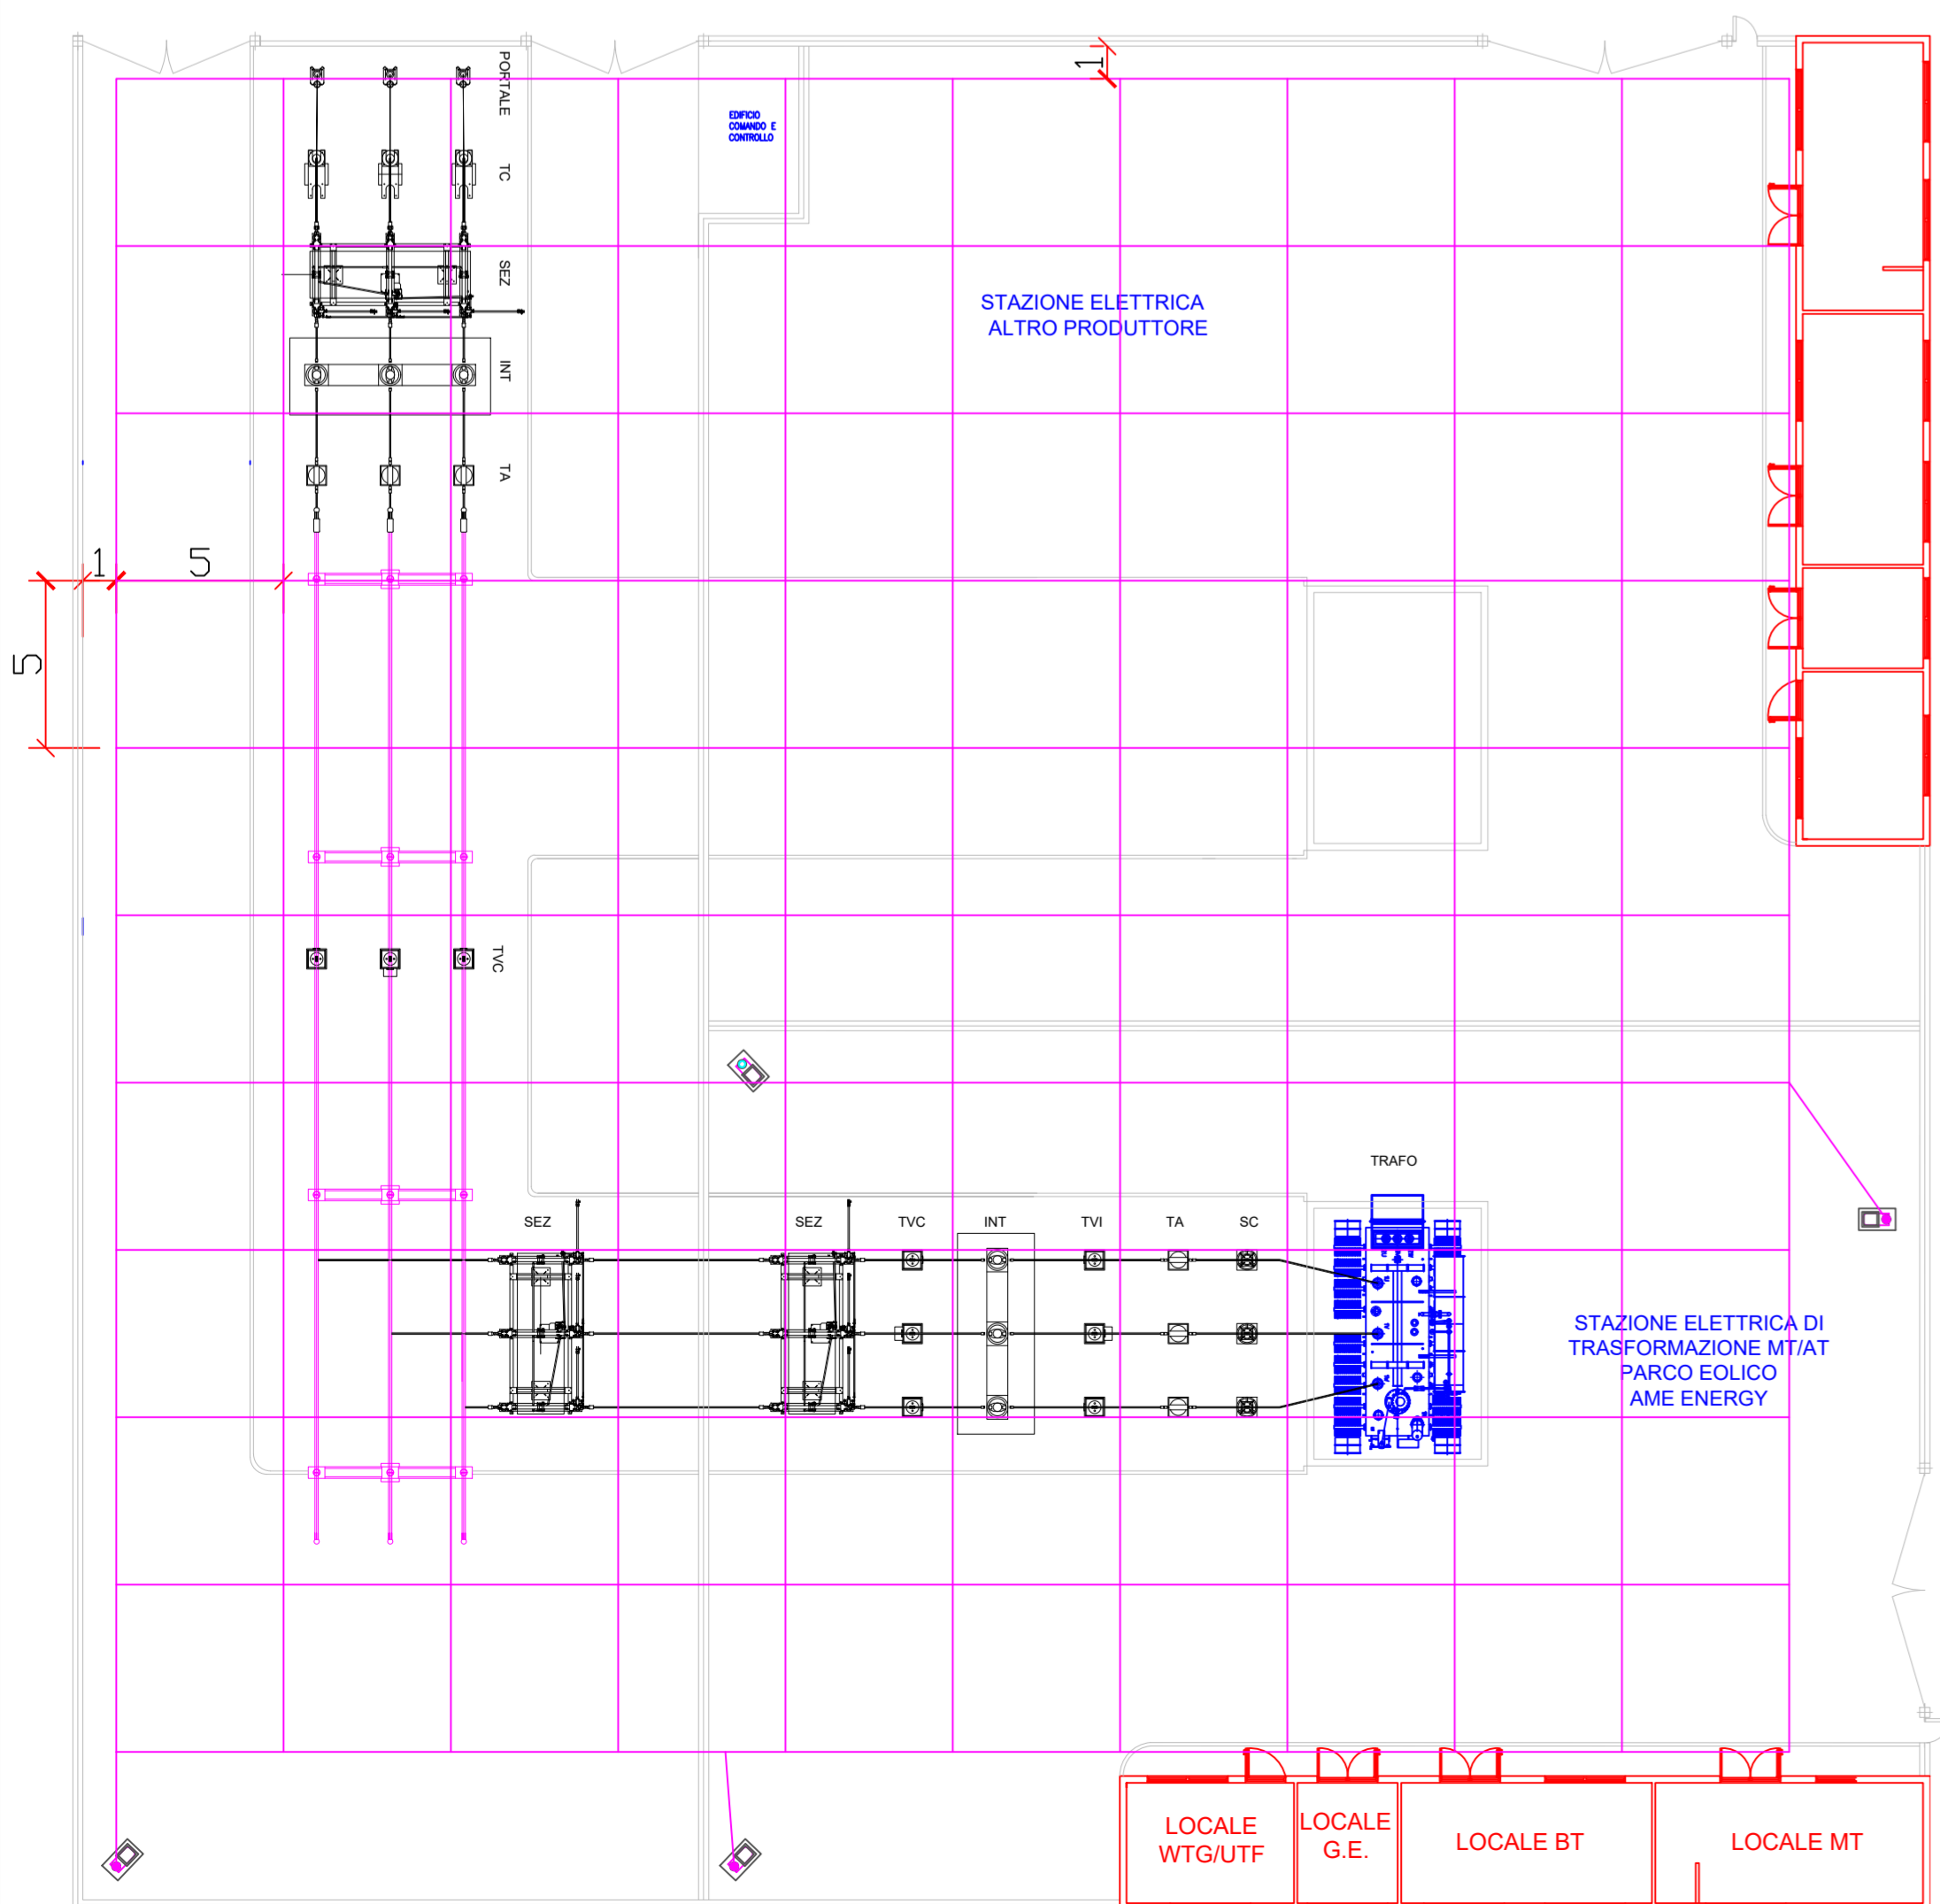 1
PORTALE
EDIFICIO
COMANDO E
CONTROLLO
TC
SEZ
STAZIONE ELETTRICA
ALTRO PRODUTTORE
INT
TA
1
5
5
TVC
TRAFO
SEZ
SEZ
TVC
INT
TVI
TA
SC
STAZIONE ELETTRICA DI
TRASFORMAZIONE MT/AT
PARCO EOLICO
AME ENERGY
LOCALE
WTG/UTF
LOCALE
G.E.
LOCALE BT
LOCALE MT